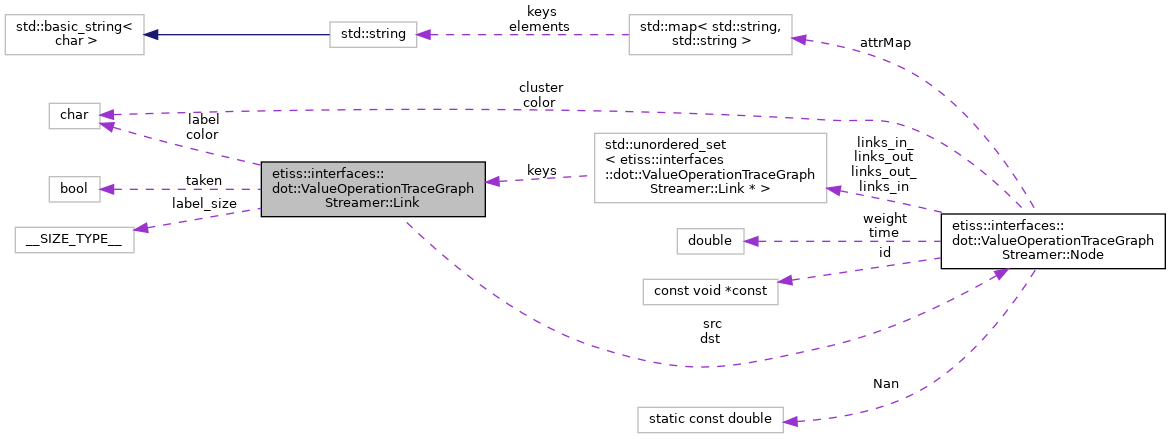 std::basic_string<
char >
std::string
keys
elements
std::map< std::string,
std::string >
attrMap
char
cluster
color
label
color
bool
taken
__SIZE_TYPE__
label_size
etiss::interfaces::
dot::ValueOperationTraceGraph
Streamer::Link
keys
std::unordered_set
< etiss::interfaces
::dot::ValueOperationTraceGraph
Streamer::Link * >
links_in_
links_out
links_out_
links_in
double
weight
time
const void *const
id
etiss::interfaces::
dot::ValueOperationTraceGraph
Streamer::Node
src
dst
Nan
static const double